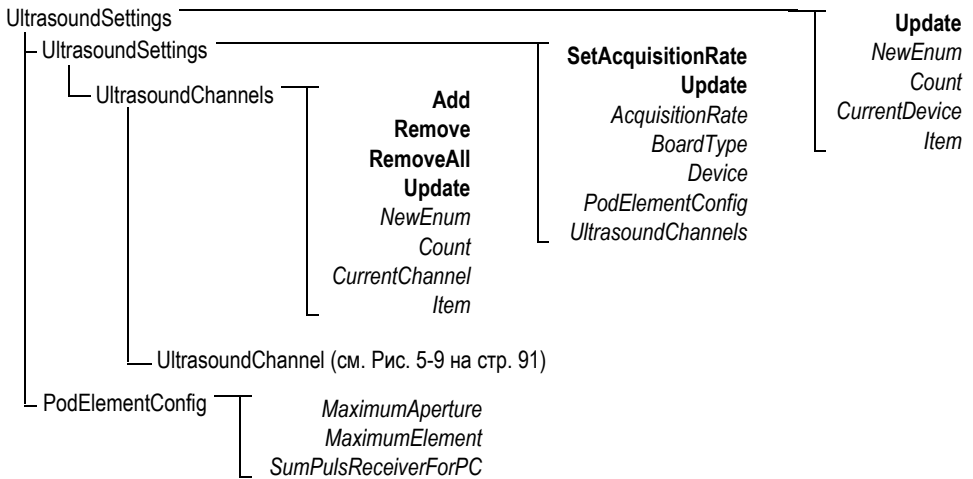 UltrasoundSettings
Update
NewEnum
Count
CurrentDevice
Item
UltrasoundSettings
SetAcquisitionRate
Update
AcquisitionRate
BoardType
Device
PodElementConfig
UltrasoundChannels
UltrasoundChannels
Add
Remove
RemoveAll
Update
NewEnum
Count
CurrentChannel
Item
UltrasoundChannel (см. Рис. 5-9 на стр. 91)
PodElementConfig
MaximumAperture
MaximumElement
SumPulsReceiverForPC